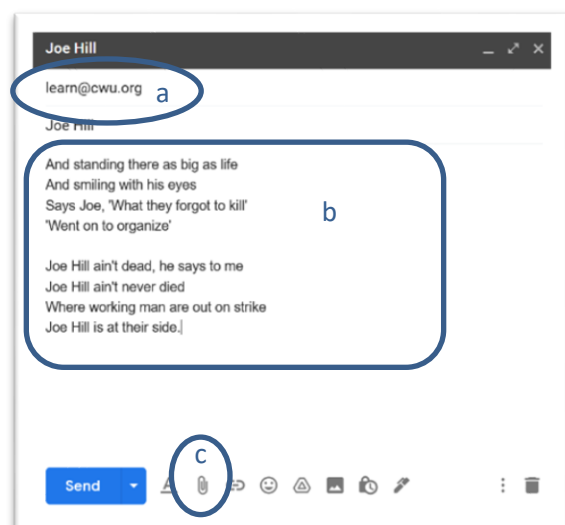 Joe Hill
learn@cwu.org a
Joe Hill
And standing there as big as life
And smiling with his eyes
Says Joe, 'What they forgot to kill'
'Went on to organize'
b
Joe Hill ain't dead, he says to me
Joe Hill ain't never died
Where working man are out on strike
Joe Hill is at their side.
c
Send